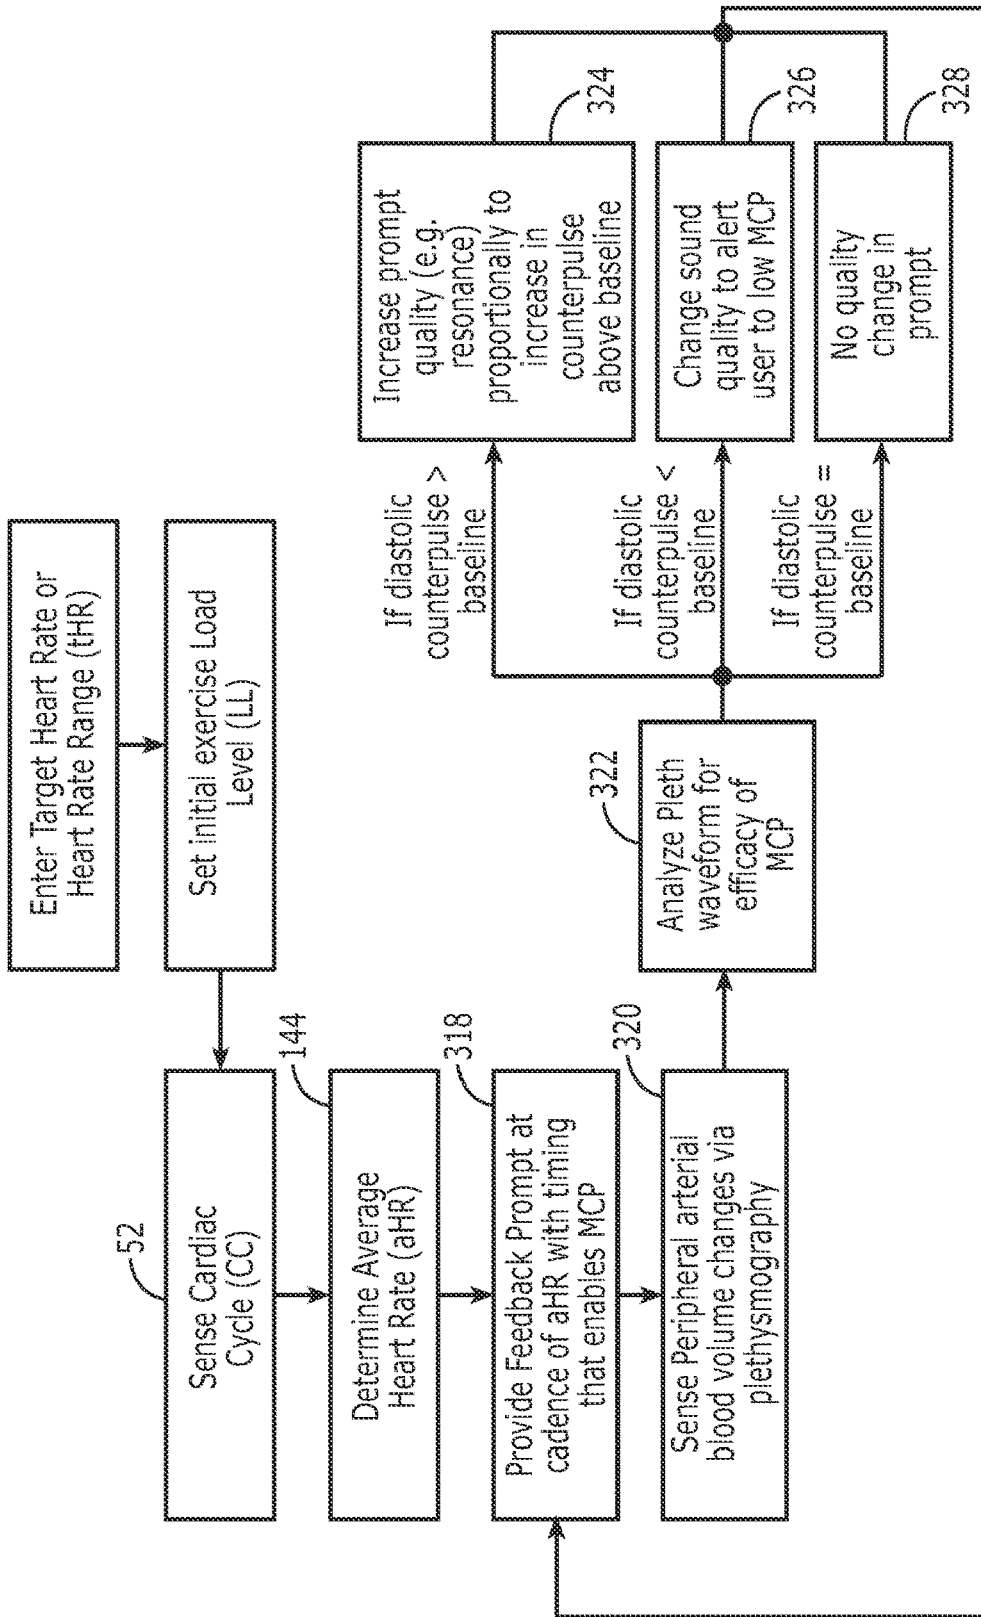 Enter Target Heart Rate or
Heart Rate Range (tHR)
Set initial exercise Load
Level (LL)
52
Sense Cardiac
Cycle (CC)
144
Determine Average
Heart Rate (aHR)
318
Provide Feedback Prompt at
cadence of aHR with timing
that enables MCP
320
Sense Peripheral arterial
blood volume changes via
plethysmography
322
Analyze Pleth
waveform for
efficacy of
MCP
If diastolic
counterpulse >
baseline
Increase prompt
quality (e.g.
resonance)
proportionally to
increase in
counterpulse
above baseline
324
If diastolic
counterpulse <
baseline
Change sound
quality to alert
user to low MCP
326
If diastolic
counterpulse =
baseline
No quality
change in
prompt
328